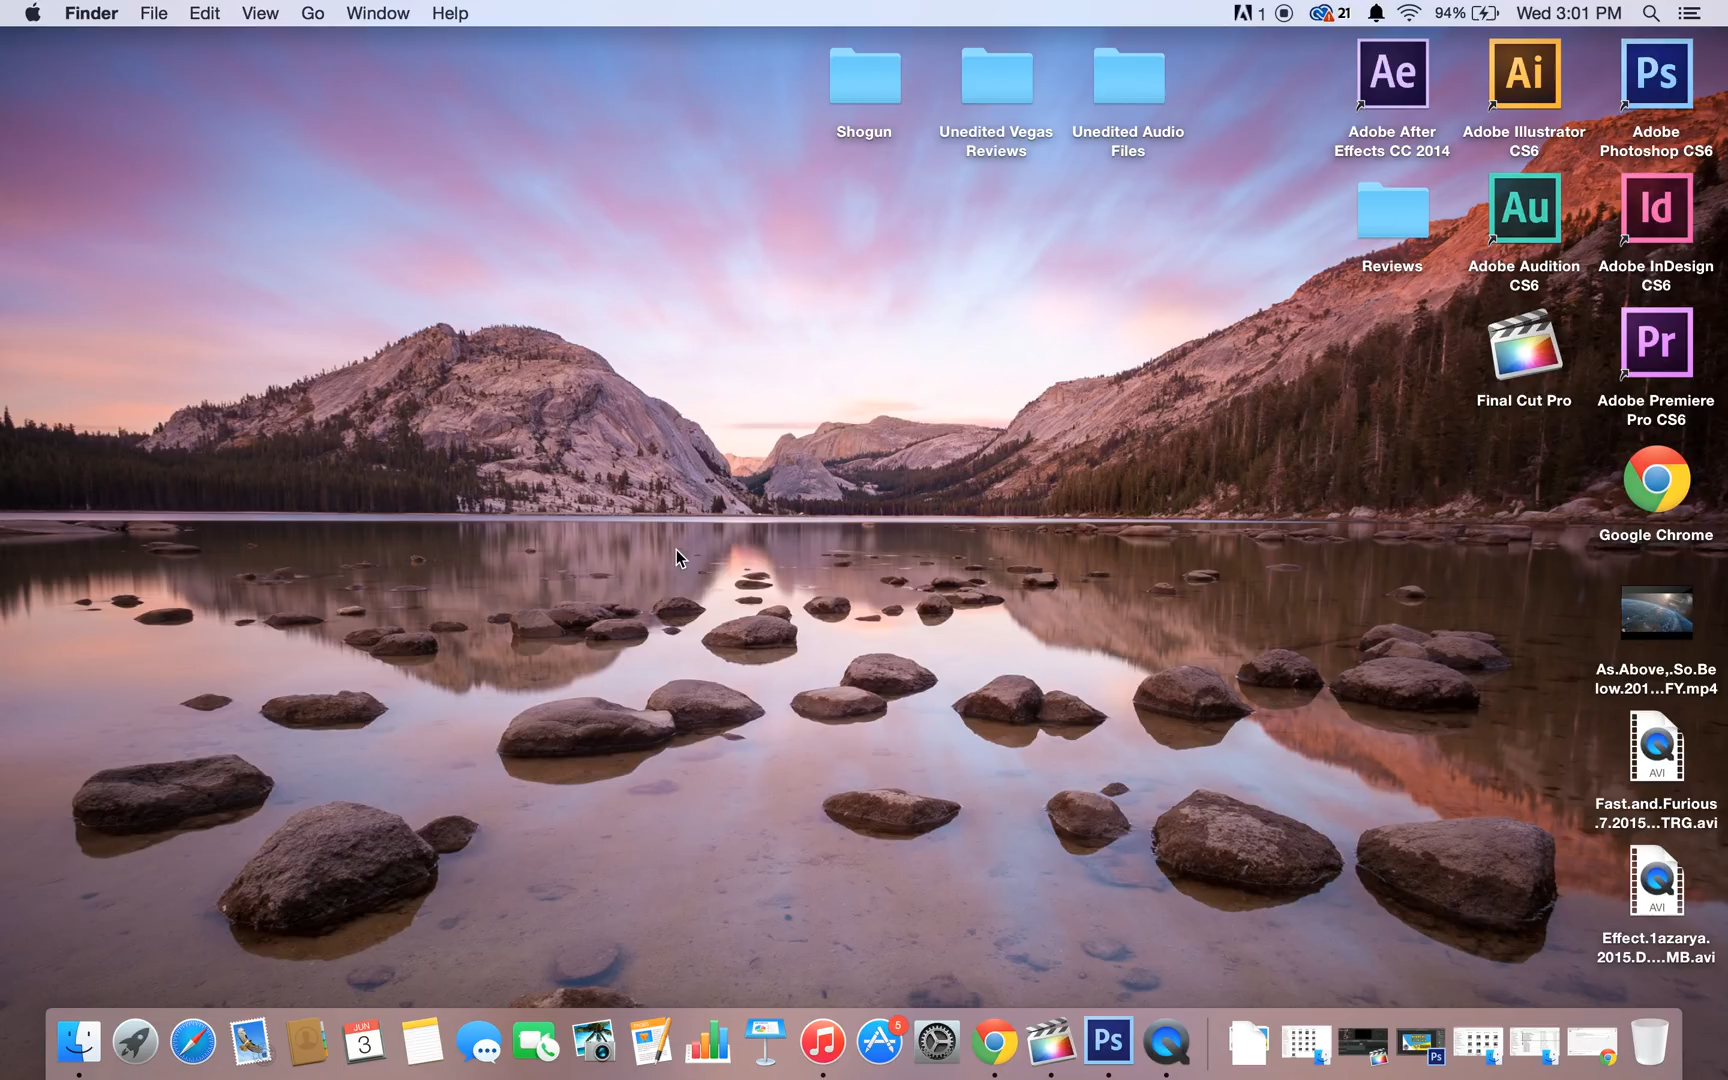 Finder File Edit View Go Window Help
1 21 94% Wed 3:01 PM
Shogun
Unedited Vegas
Reviews
Unedited Audio
Files
Ae
Adobe After
Effects CC 2014
Ai
Adobe Illustrator
CS6
Ps
Adobe
Photoshop CS6
Reviews
Au
Adobe Audition
CS6
Id
Adobe InDesign
CS6
Final Cut Pro
Pr
Adobe Premiere
Pro CS6
Google Chrome
As.Above,.So.Be
low.201...FY.mp4
AVI
Fast.and.Furious
.7.2015...TRG.avi
AVI
Effect.1azarya.
2015.D....MB.avi
JUN
3
5
Ps
Ps